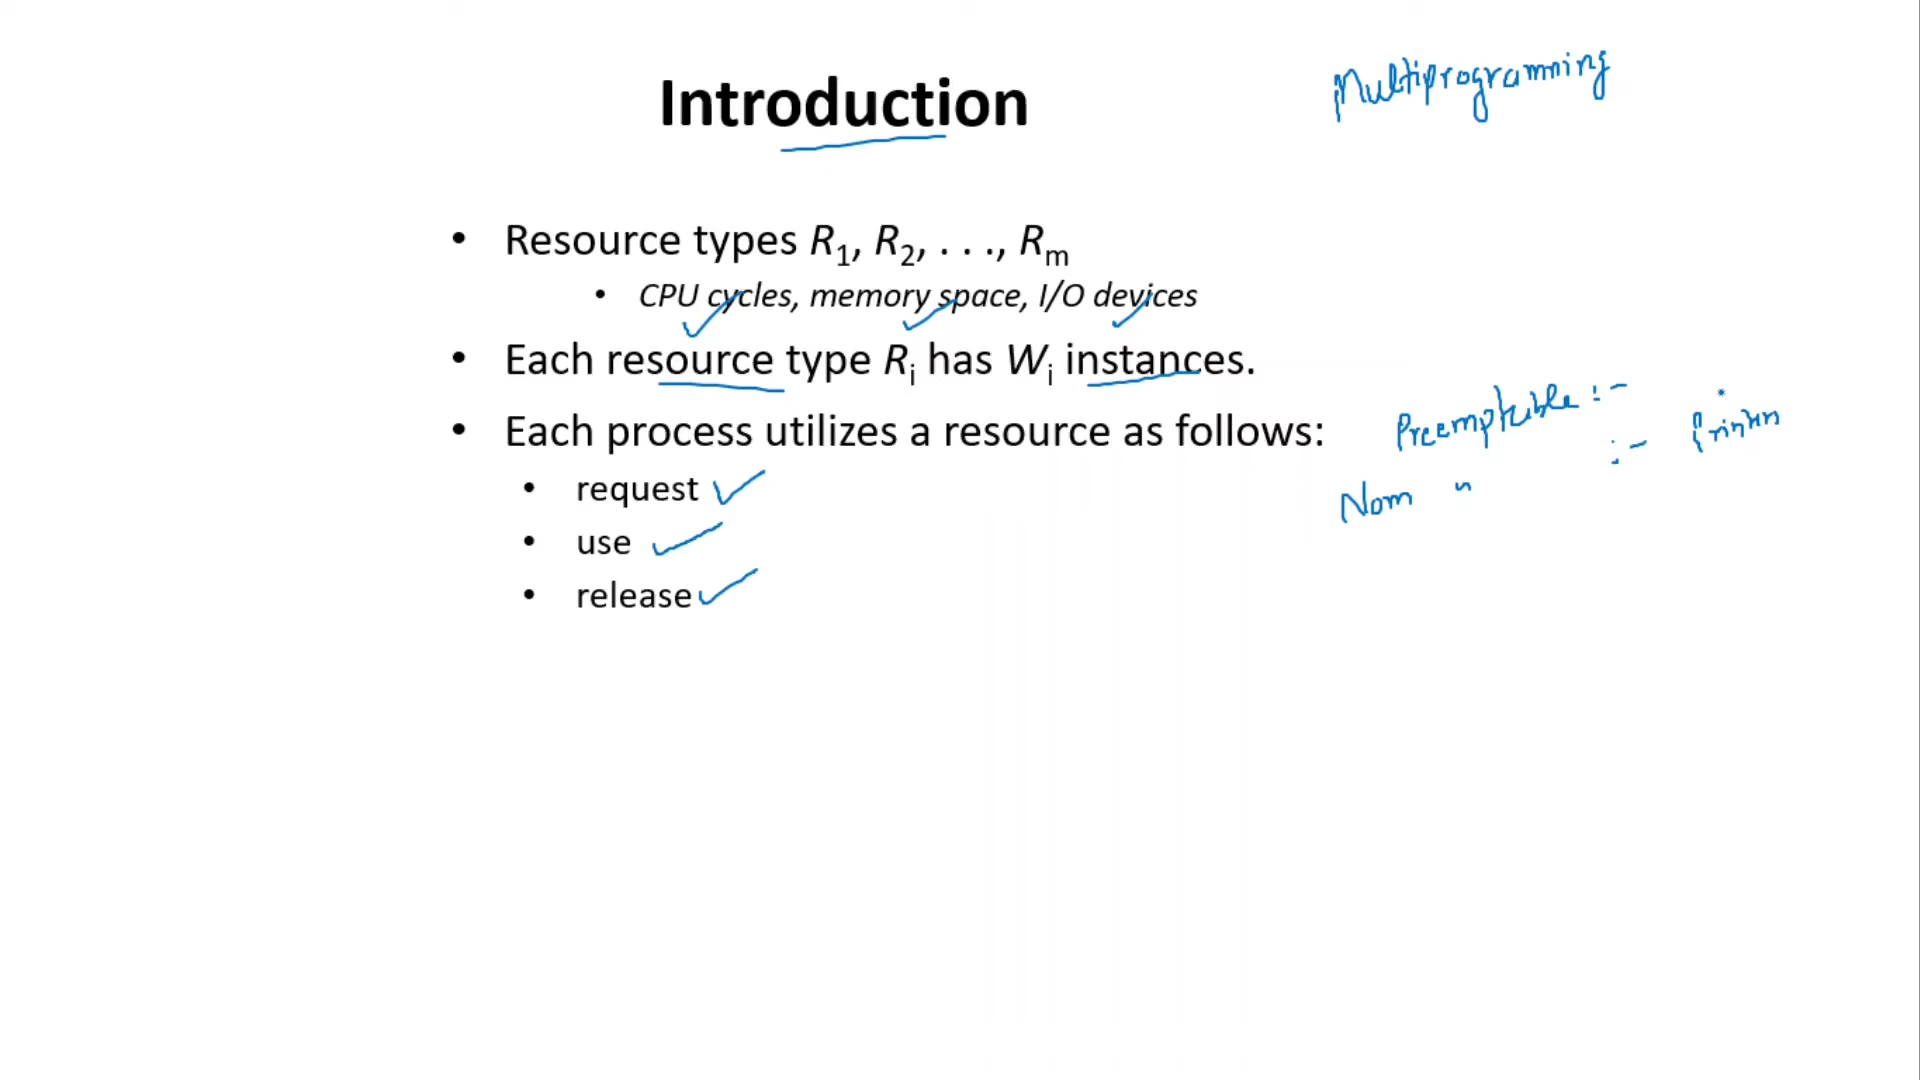 Introduction
Multiprogramming
• Resource types R1, R2, . . ., Rm
• CPU cycles, memory space, I/O devices
• Each resource type Ri has Wi instances.
• Each process utilizes a resource as follows:
• request
• use
• release
Preemptible :-
Non " :-